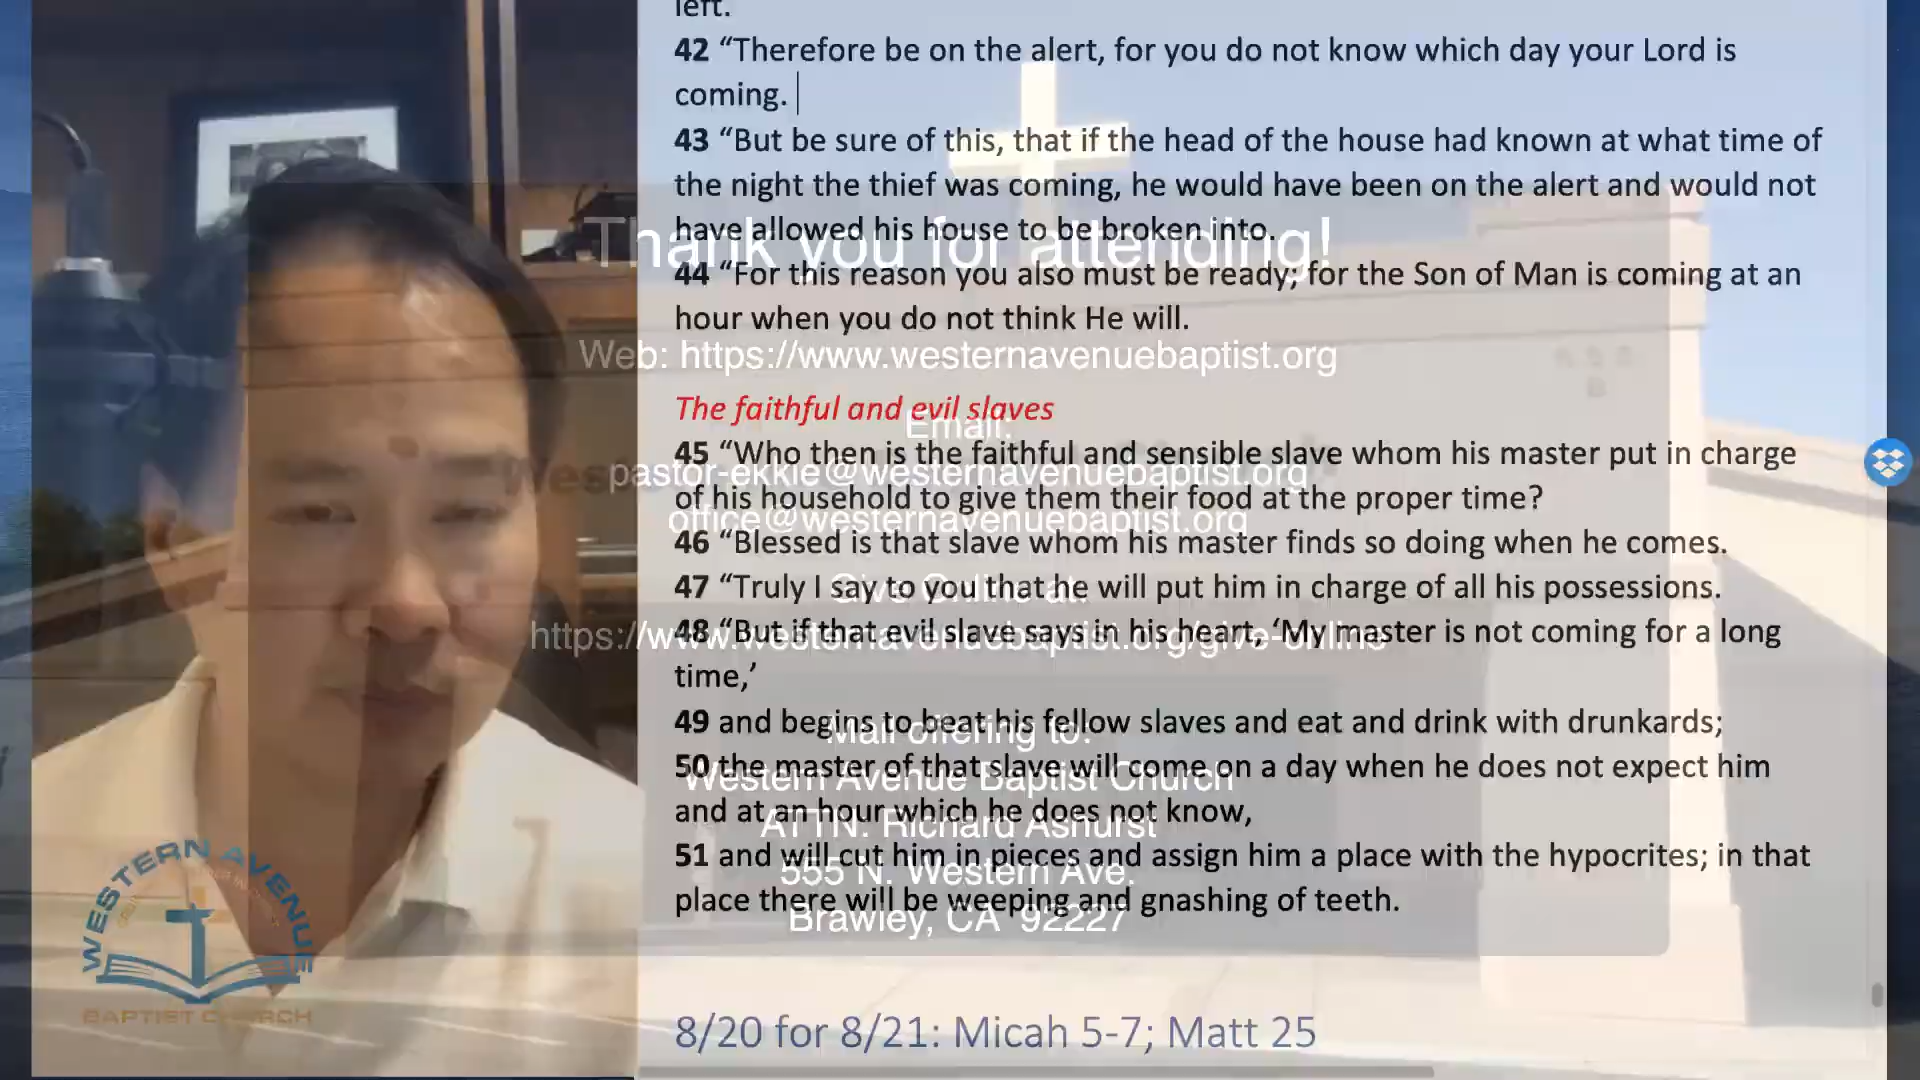 left.
42 “Therefore be on the alert, for you do not know which day your Lord is
coming.
43 “But be sure of this, that if the head of the house had known at what time of
the night the thief was coming, he would have been on the alert and would not
have allowed his house to be broken into.
44 “For this reason you also must be ready; for the Son of Man is coming at an
hour when you do not think He will.
The faithful and evil slaves
45 “Who then is the faithful and sensible slave whom his master put in charge
of his household to give them their food at the proper time?
46 “Blessed is that slave whom his master finds so doing when he comes.
47 “Truly I say to you that he will put him in charge of all his possessions.
48 “But if that evil slave says in his heart, ‘My master is not coming for a long
time,’
49 and begins to beat his fellow slaves and eat and drink with drunkards;
50 the master of that slave will come on a day when he does not expect him
and at an hour which he does not know,
51 and will cut him in pieces and assign him a place with the hypocrites; in that
place there will be weeping and gnashing of teeth.
8/20 for 8/21: Micah 5-7; Matt 25
Thank you for attending!
Web: https://www.westernavenuebaptist.org
Email:
pastor-ekkie@westernavenuebaptist.org
office@westernavenuebaptist.org
Give Online at:
https://www.westernavenuebaptist.org/give-online
Mail offering to:
Western Avenue Baptist Church
ATTN: Richard Ashurst
555 N. Western Ave.
Brawley, CA 92227
WESTERN AVENUE
BAPTIST CHURCH